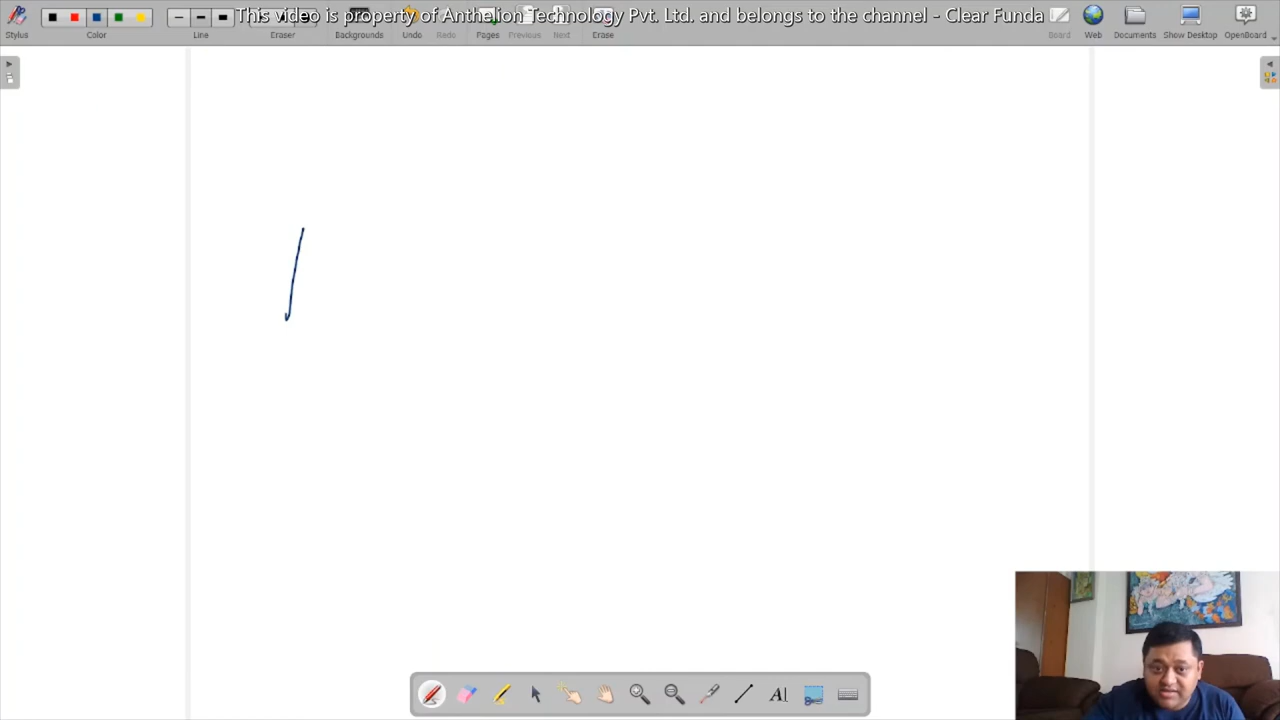 This video is property of Anthelion Technology Pvt. Ltd. and belongs to the channel - Clear Funda
Stylus Color Line Eraser Backgrounds Undo Redo Pages Previous Next Erase Board Web Documents Show Desktop OpenBoard
AI